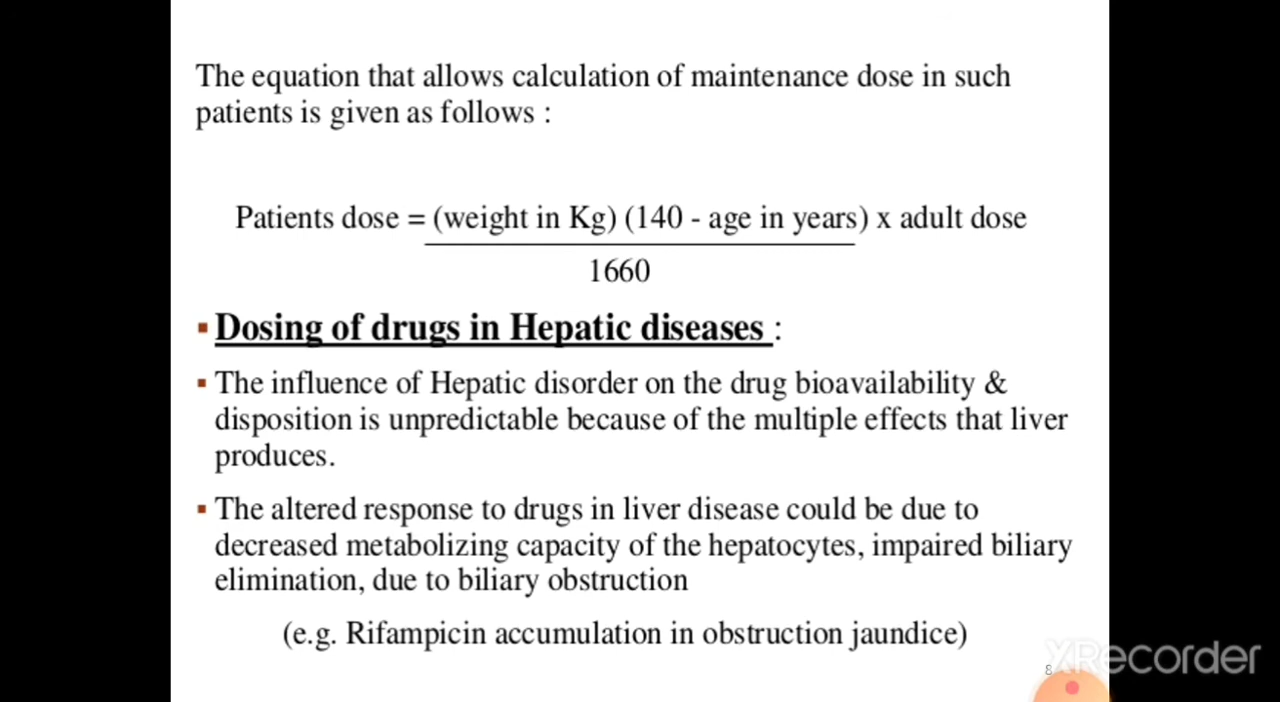 The equation that allows calculation of maintenance dose in such
patients is given as follows :
Patients dose = (weight in Kg) (140 - age in years) x adult dose
1660
▪Dosing of drugs in Hepatic diseases :
▪ The influence of Hepatic disorder on the drug bioavailability &
disposition is unpredictable because of the multiple effects that liver
produces.
▪ The altered response to drugs in liver disease could be due to
decreased metabolizing capacity of the hepatocytes, impaired biliary
elimination, due to biliary obstruction
(e.g. Rifampicin accumulation in obstruction jaundice)
8
XRecorder